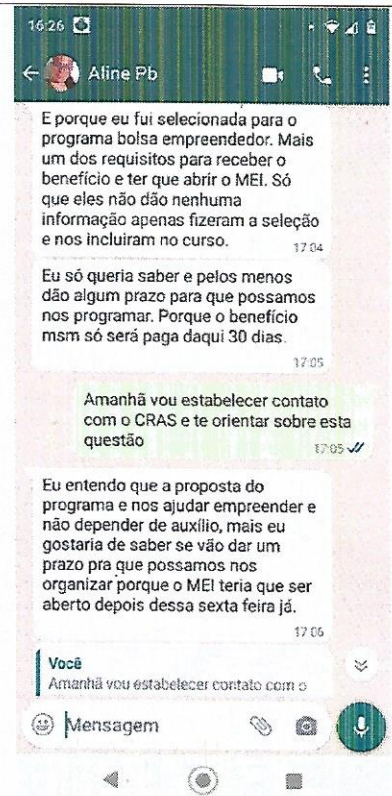 16:26
Aline Pb
E porque eu fui selecionada para o
programa bolsa empreendedor. Mais
um dos requisitos para receber o
benefício e ter que abrir o MEI. Só
que eles não dão nenhuma
informação apenas fizeram a seleção
e nos incluiram no curso.
17:04
Eu só queria saber e pelos menos
dão algum prazo para que possamos
nos programar. Porque o benefício
msm só será paga daqui 30 dias.
17:05
Amanhã vou estabelecer contato
com o CRAS e te orientar sobre esta
questão
17:05
Eu entendo que a proposta do
programa e nos ajudar empreender e
não depender de auxílio, mais eu
gostaria de saber se vão dar um
prazo pra que possamos nos
organizar porque o MEI teria que ser
aberto depois dessa sexta feira já.
17:06
Você
Amanhã vou estabelecer contato com o
Mensagem